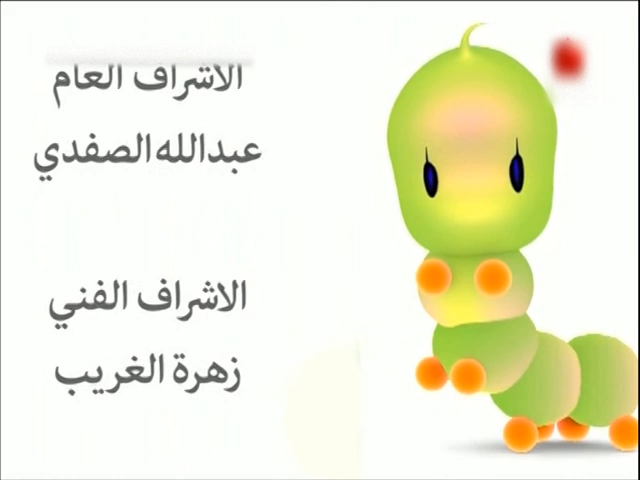 الاشراف العام
عبدالله الصفدي
الاشراف الفني
زهرة الغريب